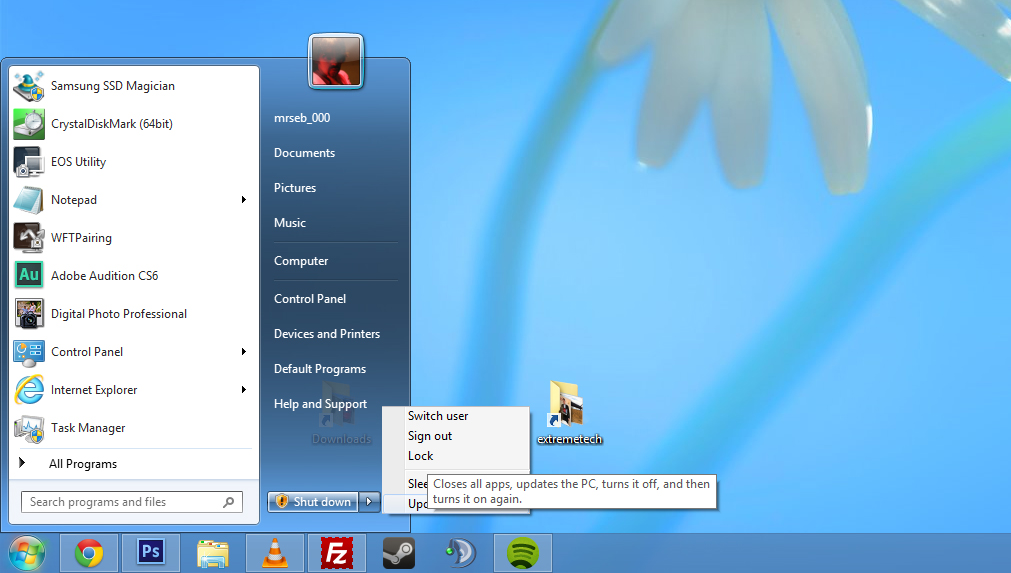 Samsung SSD Magician
CrystalDiskMark (64bit)
EOS Utility
Notepad
WFTPairing
Au
Adobe Audition CS6
Digital Photo Professional
Control Panel
Internet Explorer
Task Manager
All Programs
Search programs and files
mrseb_000
Documents
Pictures
Music
Computer
Control Panel
Devices and Printers
Default Programs
Help and Support
Downloads
Shut down
Switch user
Sign out
Lock
Closes all apps, updates the PC, turns it off, and then
turns it on again.
extremetech
Ps
Fz